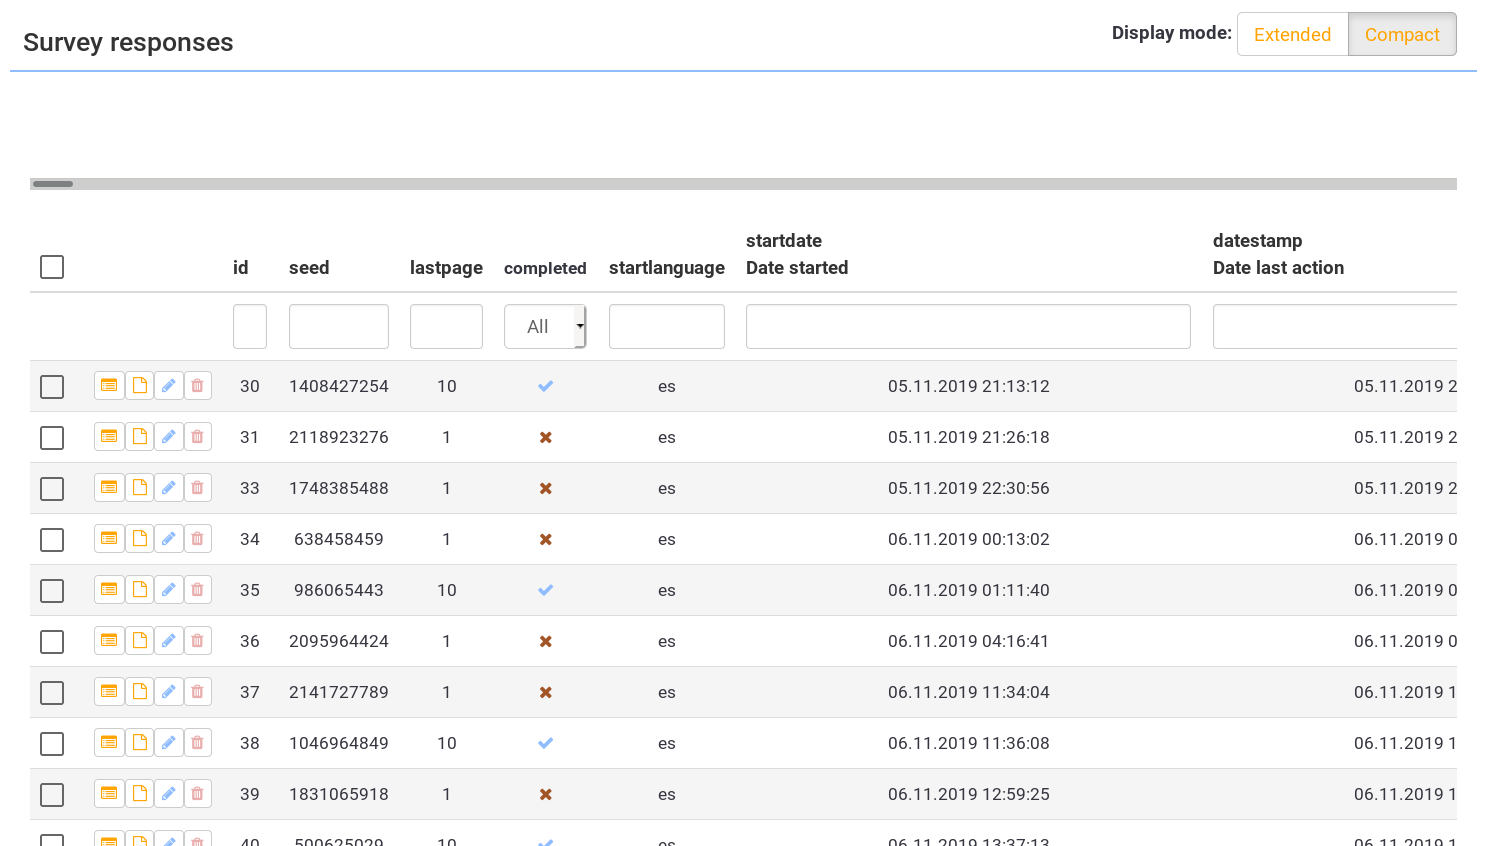 Survey responses
Display mode: Extended Compact
id seed lastpage completed startlanguage startdate Date started datestamp Date last action
All
30 1408427254 10 es 05.11.2019 21:13:12 05.11.2019 2
31 2118923276 1 es 05.11.2019 21:26:18 05.11.2019 2
33 1748385488 1 es 05.11.2019 22:30:56 05.11.2019 2
34 638458459 1 es 06.11.2019 00:13:02 06.11.2019 0
35 986065443 10 es 06.11.2019 01:11:40 06.11.2019 0
36 2095964424 1 es 06.11.2019 04:16:41 06.11.2019 0
37 2141727789 1 es 06.11.2019 11:34:04 06.11.2019 1
38 1046964849 10 es 06.11.2019 11:36:08 06.11.2019 1
39 1831065918 1 es 06.11.2019 12:59:25 06.11.2019 1
40 500625029 10 es 06.11.2019 13:37:13 06.11.2019 1